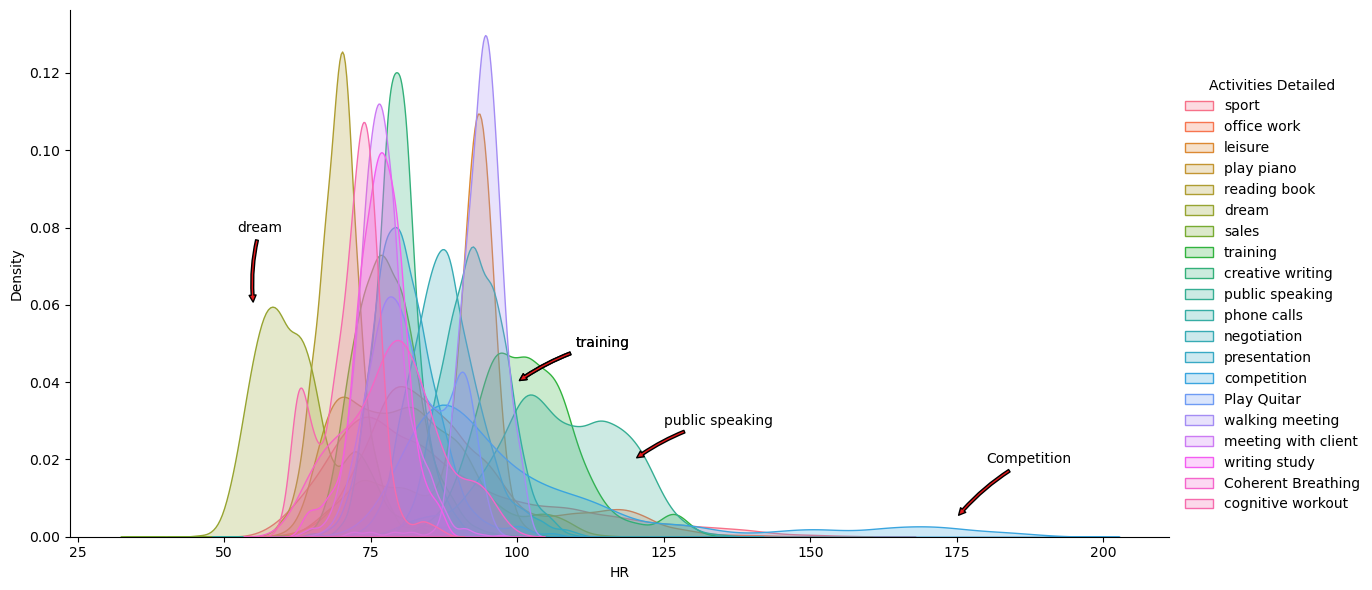 Density
0.12
0.10
0.08
0.06
0.04
0.02
0.00
dream
training
public speaking
Competition
25
50
75
100
125
150
175
200
HR
Activities Detailed
sport
office work
leisure
play piano
reading book
dream
sales
training
creative writing
public speaking
phone calls
negotiation
presentation
competition
Play Quitar
walking meeting
meeting with client
writing study
Coherent Breathing
cognitive workout